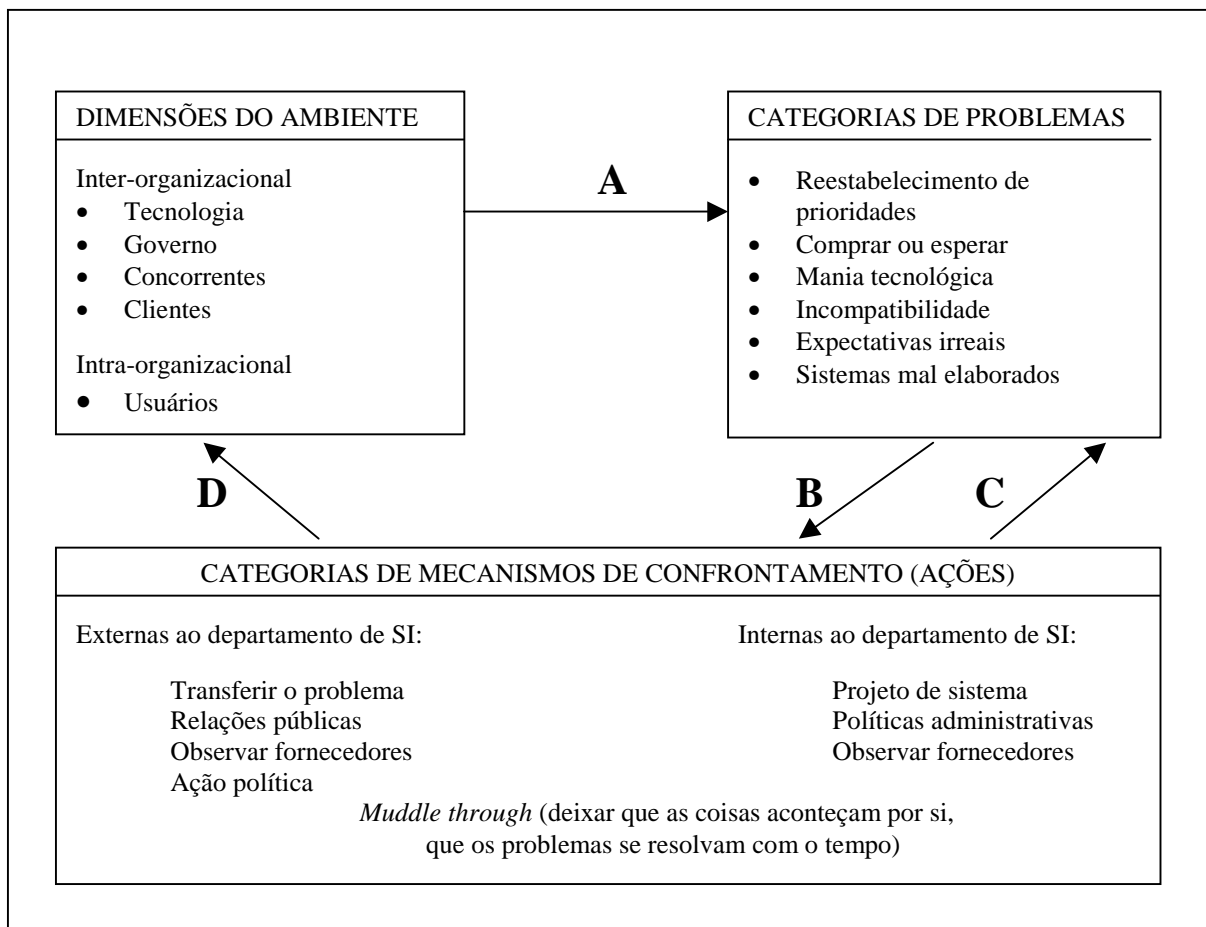 DIMENSÕES DO AMBIENTE
Inter-organizacional
• Tecnologia
• Governo
• Concorrentes
• Clientes
Intra-organizacional
• Usuários
A
CATEGORIAS DE PROBLEMAS
• Reestabelecimento de
prioridades
• Comprar ou esperar
• Mania tecnológica
• Incompatibilidade
• Expectativas irreais
• Sistemas mal elaborados
D
B
C
CATEGORIAS DE MECANISMOS DE CONFRONTAMENTO (AÇÕES)
Externas ao departamento de SI:
Transferir o problema
Relações públicas
Observar fornecedores
Ação política
Internas ao departamento de SI:
Projeto de sistema
Políticas administrativas
Observar fornecedores
Muddle through (deixar que as coisas aconteçam por si,
que os problemas se resolvam com o tempo)